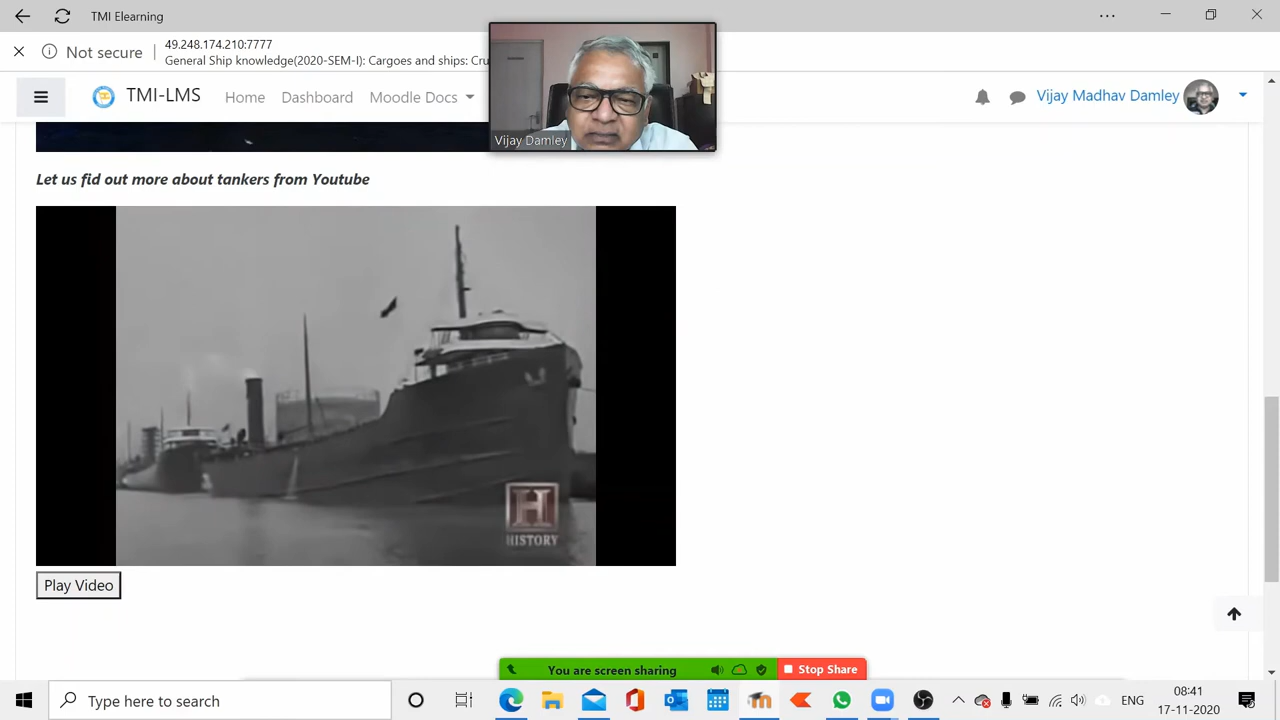 TMI Elearning
Not secure
49.248.174.210:7777
General Ship knowledge(2020-SEM-I): Cargoes and ships: Cru
TMI-LMS
Home
Dashboard
Moodle Docs
Vijay Madhav Damley
Vijay Damley
Let us fid out more about tankers from Youtube
H
HISTORY
Play Video
You are screen sharing
Stop Share
Type here to search
ENG
08:41
17-11-2020